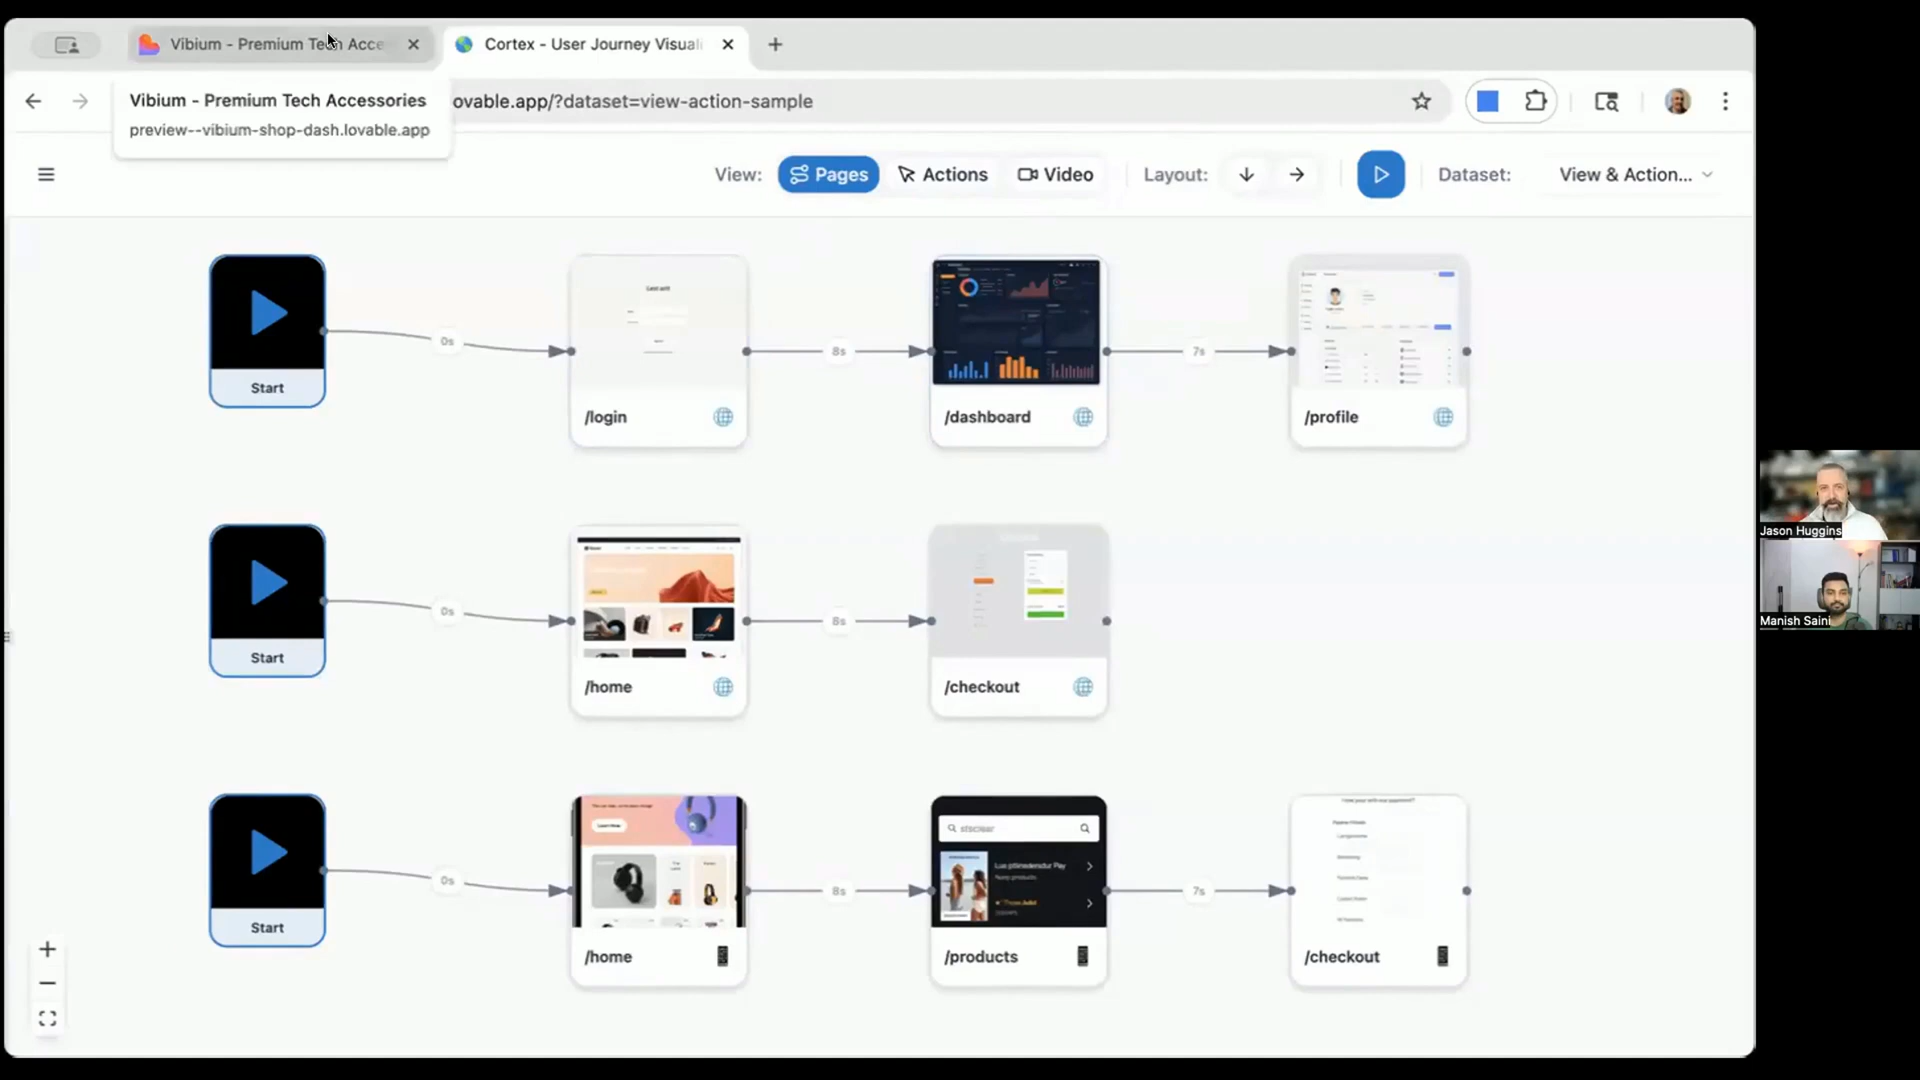 Vibium - Premium Tech Acce
Cortex - User Journey Visuali
Vibium - Premium Tech Accessories
preview--vibium-shop-dash.lovable.app
ovable.app/?dataset=view-action-sample
View:
Pages
Actions
Video
Layout:
Dataset:
View & Action...
Start
0s
/login
8s
/dashboard
7s
/profile
Start
0s
/home
8s
/checkout
Start
0s
/home
8s
/products
7s
/checkout
Jason Huggins
Manish Saini